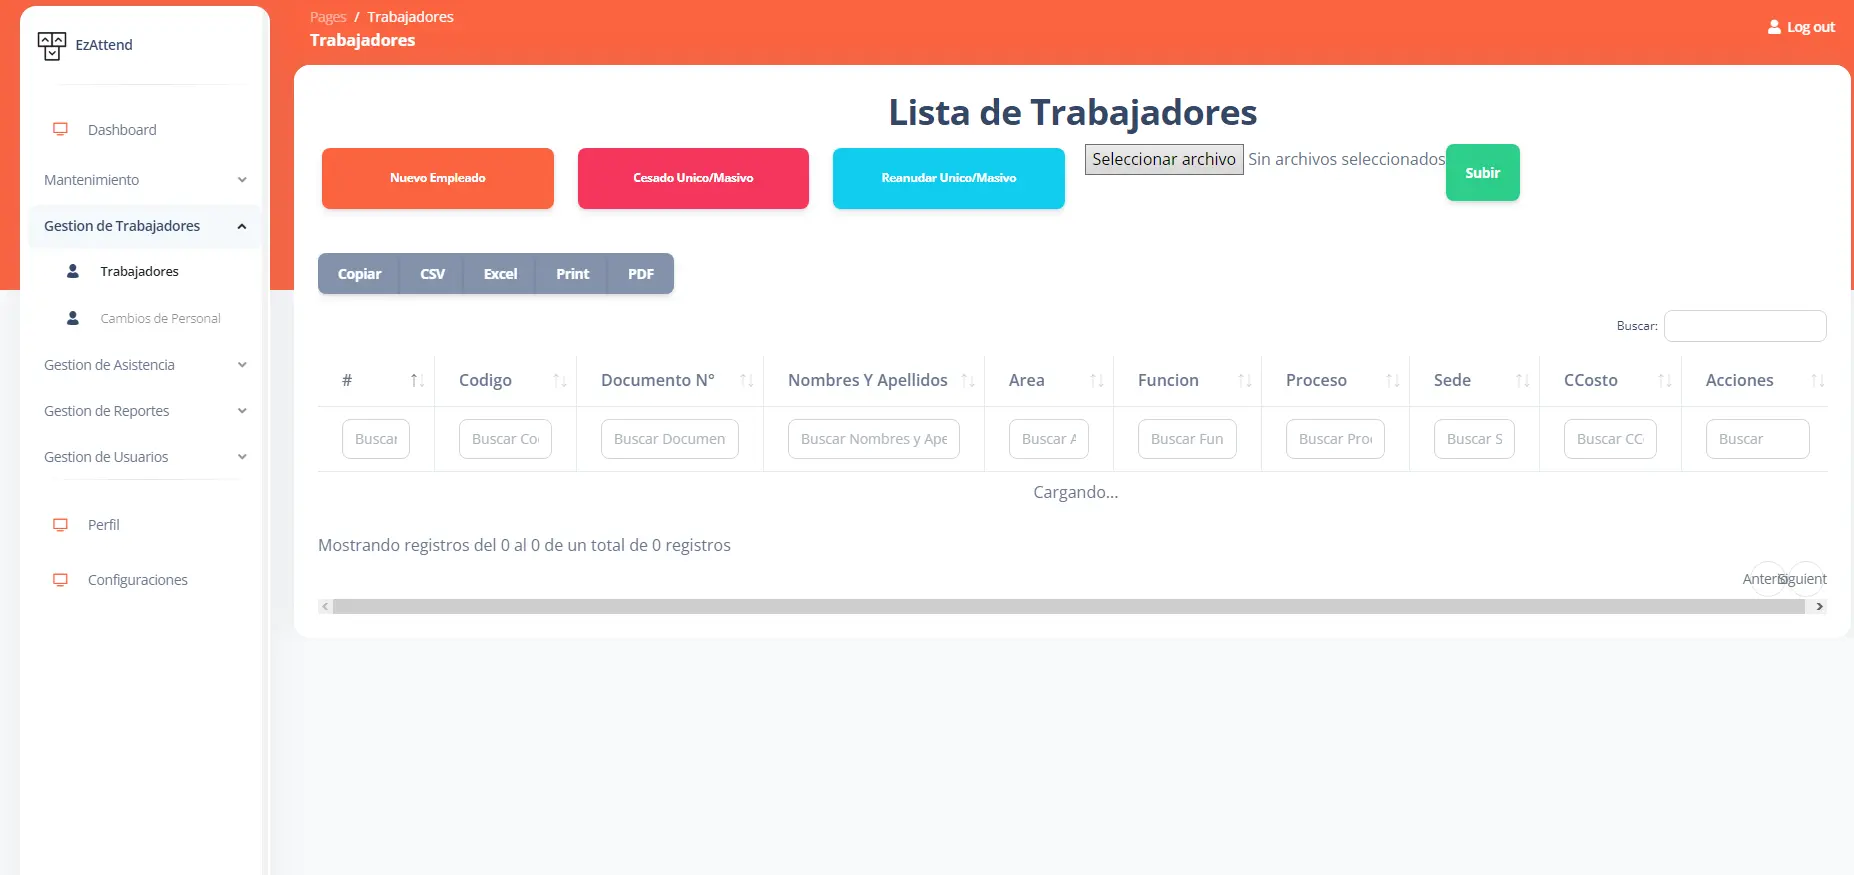 EzAttend
Dashboard
Mantenimiento
Gestion de Trabajadores
Trabajadores
Cambios de Personal
Gestion de Asistencia
Gestion de Reportes
Gestion de Usuarios
Perfil
Configuraciones
Pages / Trabajadores
Trabajadores
Log out
Lista de Trabajadores
Nuevo Empleado Cesado Unico/Masivo Reanudar Unico/Masivo Seleccionar archivo Sin archivos seleccionados Subir
Copiar CSV Excel Print PDF
Buscar:
# Codigo Documento N° Nombres Y Apellidos Area Funcion Proceso Sede CCosto Acciones
Buscar Buscar Co Buscar Documen Buscar Nombres y Ape Buscar A Buscar Fun Buscar Pro Buscar S Buscar CC Buscar
Cargando...
Mostrando registros del 0 al 0 de un total de 0 registros
Anterio Siguient